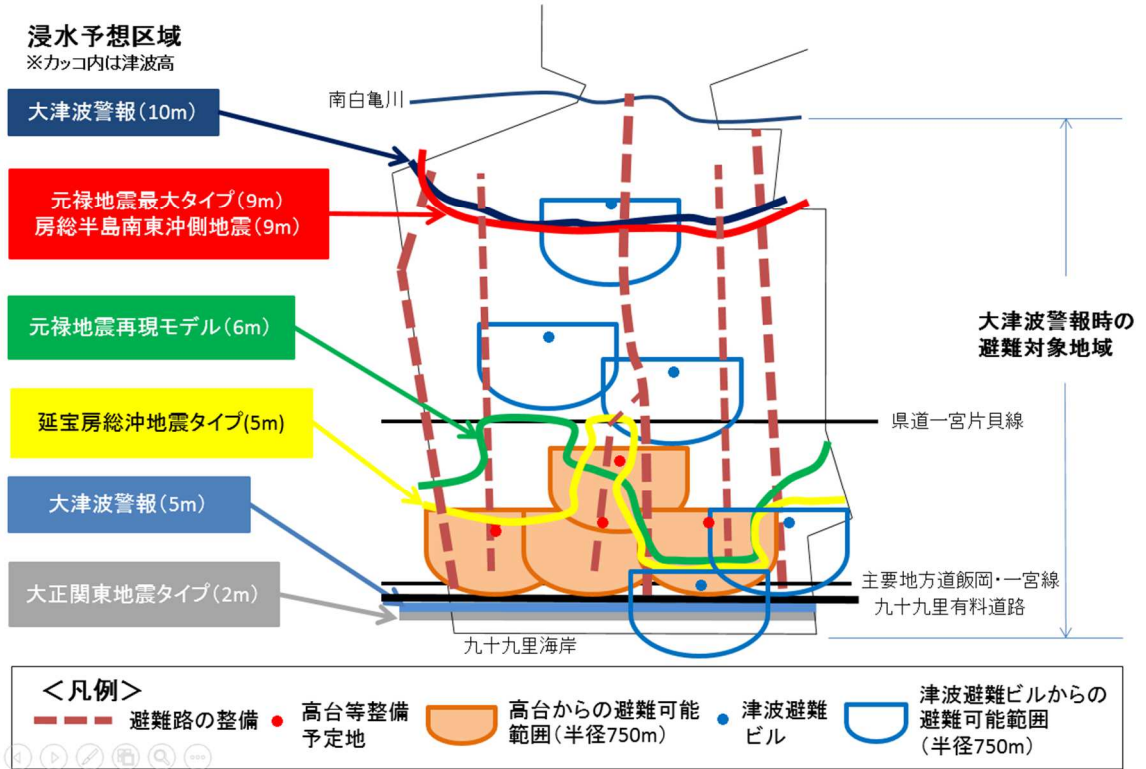 浸水予想区域
※カッコ内は津波高
大津波警報（10m）
元禄地震最大タイプ（9m）
房総半島南東沖側地震（9m）
元禄地震再現モデル（6m）
延宝房総沖地震タイプ(5m)
大津波警報（5m）
大正関東地震タイプ（2m）
南白亀川
大津波警報時の
避難対象地域
県道一宮片貝線
主要地方道飯岡・一宮線
九十九里有料道路
九十九里海岸
＜凡例＞
避難路の整備
高台等整備
予定地
高台からの避難可能
範囲（半径750m）
津波避難
ビル
津波避難ビルからの
避難可能範囲
（半径750m）